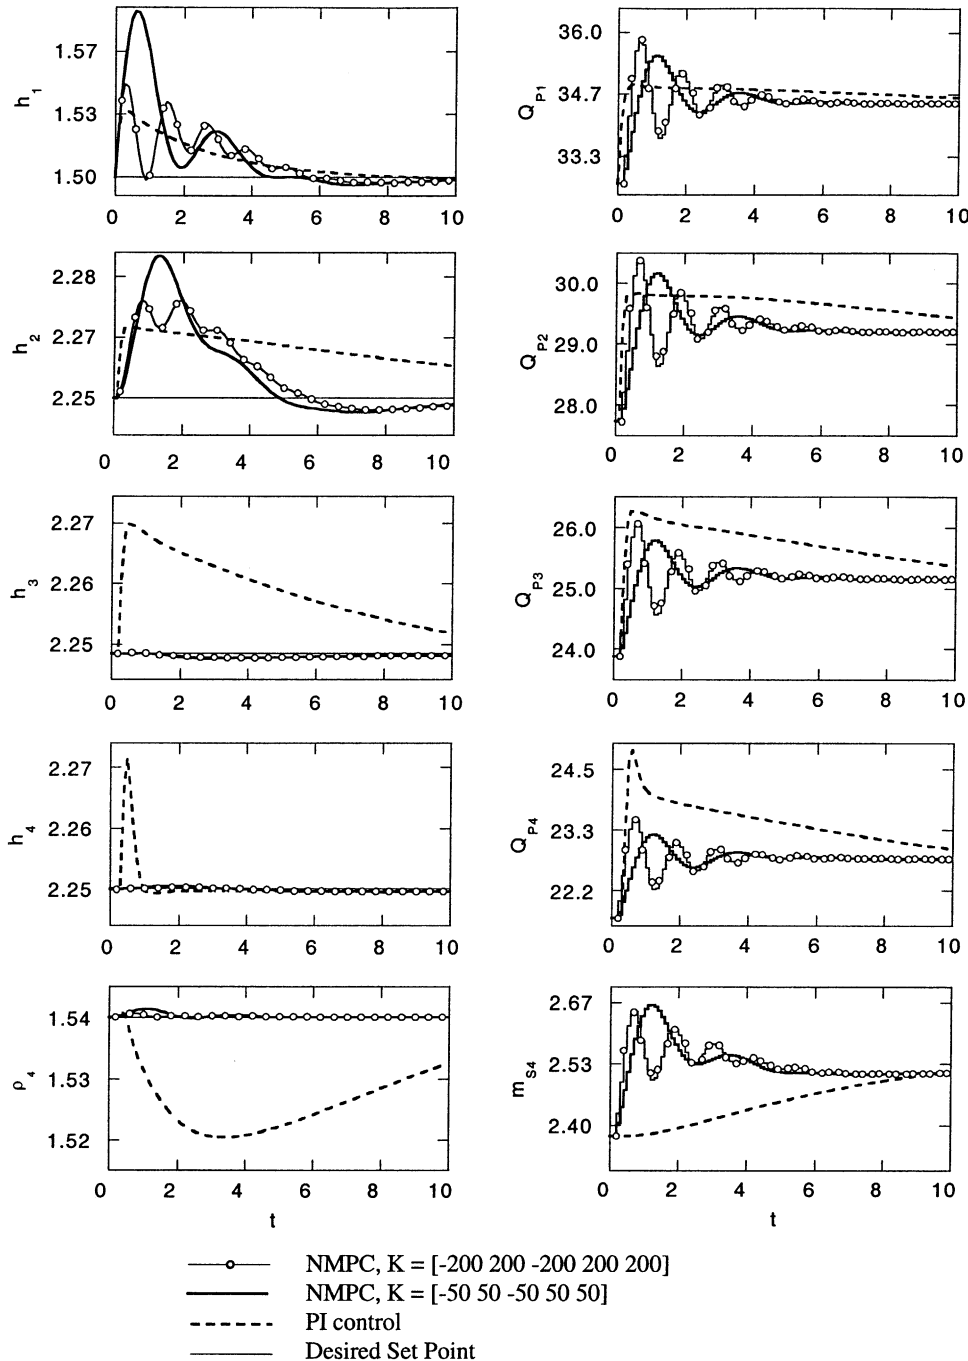 h1
1.57
1.53
1.50
0 2 4 6 8 10
QP1
36.0
34.7
33.3
0 2 4 6 8 10
h2
2.28
2.27
2.25
0 2 4 6 8 10
QP2
30.0
29.0
28.0
0 2 4 6 8 10
h3
2.27
2.26
2.25
0 2 4 6 8 10
QP3
26.0
25.0
24.0
0 2 4 6 8 10
h4
2.27
2.26
2.25
0 2 4 6 8 10
QP4
24.5
23.3
22.2
0 2 4 6 8 10
ρ4
1.54
1.53
1.52
0 2 4 6 8 10
t
mS4
2.67
2.53
2.40
0 2 4 6 8 10
t
NMPC, K = [-200 200 -200 200 200]
NMPC, K = [-50 50 -50 50 50]
PI control
Desired Set Point